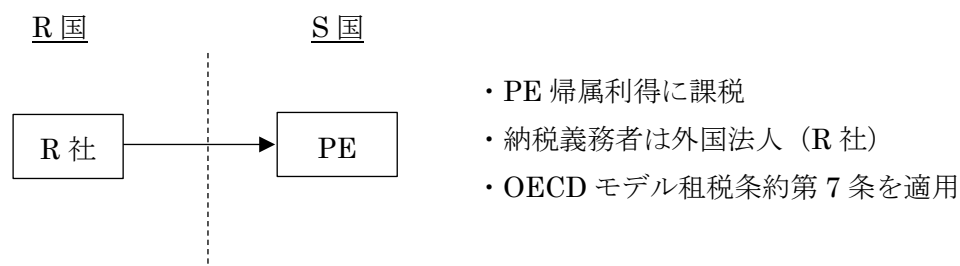 R 国
S 国
R 社
PE
・PE 帰属利得に課税
・納税義務者は外国法人（R 社）
・OECD モデル租税条約第 7 条を適用